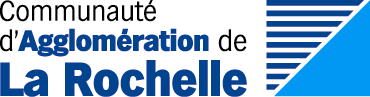 Communauté
d'Agglomération de
La Rochelle